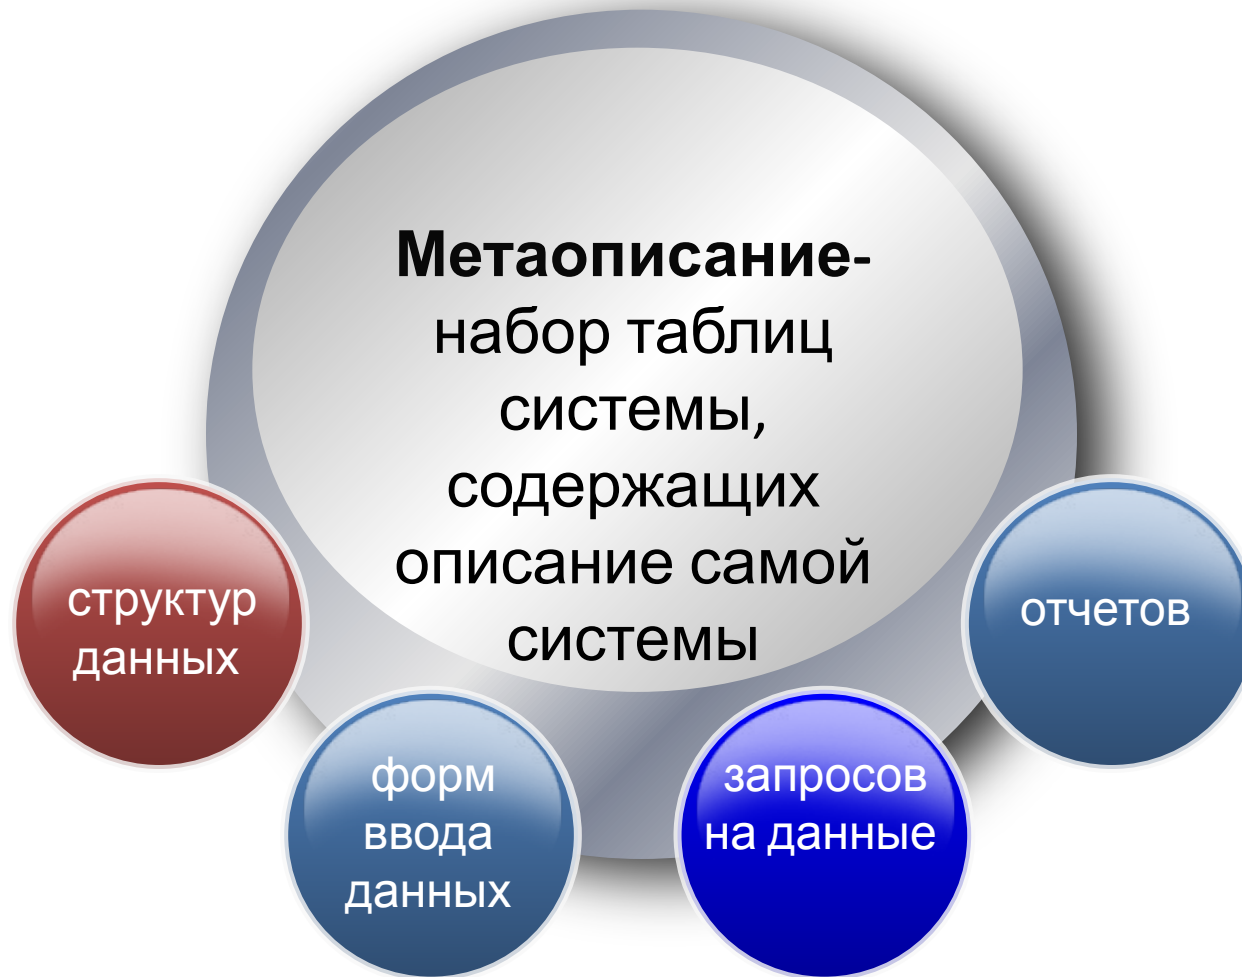 Метаописание-
набор таблиц
системы,
содержащих
описание самой
системы
структур
данных
форм
ввода
данных
запросов
на данные
отчетов